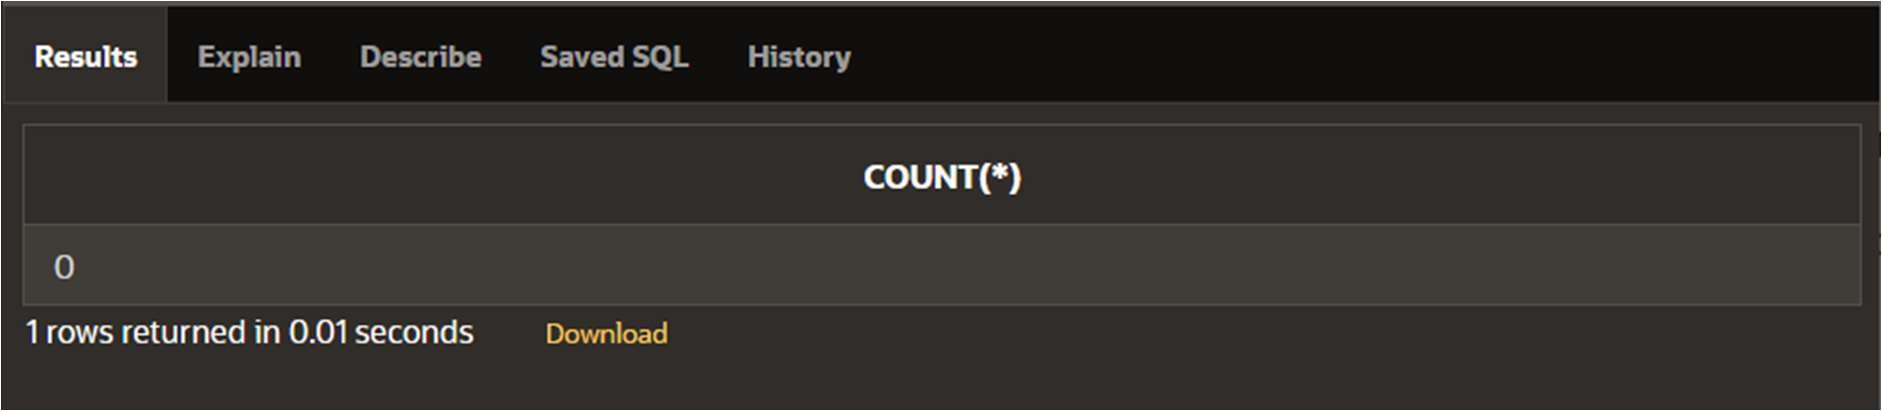 Results Explain Describe Saved SQL History
COUNT(*)
0
1 rows returned in 0.01 seconds Download